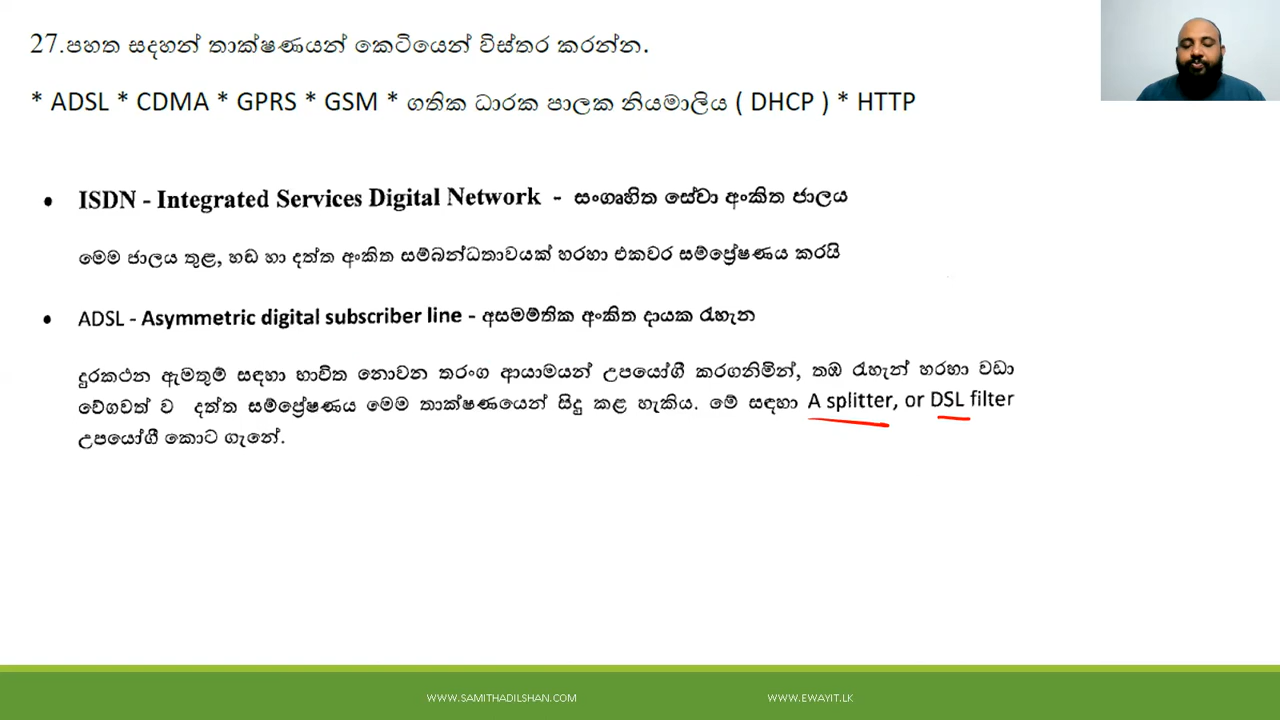 27.පහත සදහන් තාක්ෂණයන් කෙටියෙන් විස්තර කරන්න.
* ADSL * CDMA * GPRS * GSM * ගතික ධාරක පාලක නියමාලිය ( DHCP ) * HTTP
• ISDN - Integrated Services Digital Network - සංගෘහිත සේවා අංකිත ජාලය
මෙම ජාලය තුළ, හඬ හා දත්ත අංකිත සම්බන්ධතාවයක් හරහා එකවර සම්ප්‍රේෂණය කරයි
• ADSL - Asymmetric digital subscriber line - අසමමිතික අංකිත දායක රැහැන
දුරකථන ඇමතුම් සඳහා භාවිත නොවන තරංග ආයාමයන් උපයෝගී කරගනිමින්, තඹ රැහැන් හරහා වඩා
වේගවත් ව දත්ත සම්ප්‍රේෂණය මෙම තාක්ෂණයෙන් සිදු කළ හැකිය. මේ සඳහා A splitter, or DSL filter
උපයෝගී කොට ගැනේ.
WWW.SAMITHADILSHAN.COM WWW.EWAYIT.LK